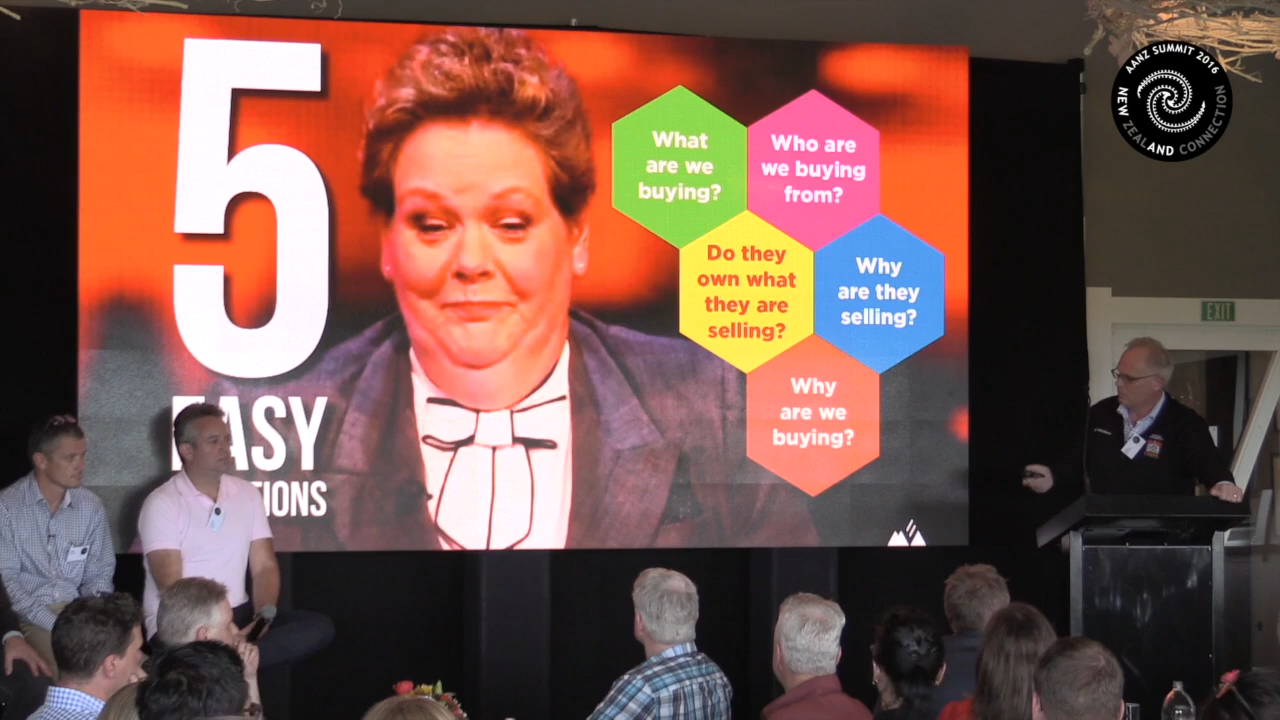 5
EASY
TIONS
What
are we
buying?
Who are
we buying
from?
Do they
own what
they are
selling?
Why
are they
selling?
Why
are we
buying?
AANZ SUMMIT 2016
NEW ZEALAND CONNECTION
EXIT